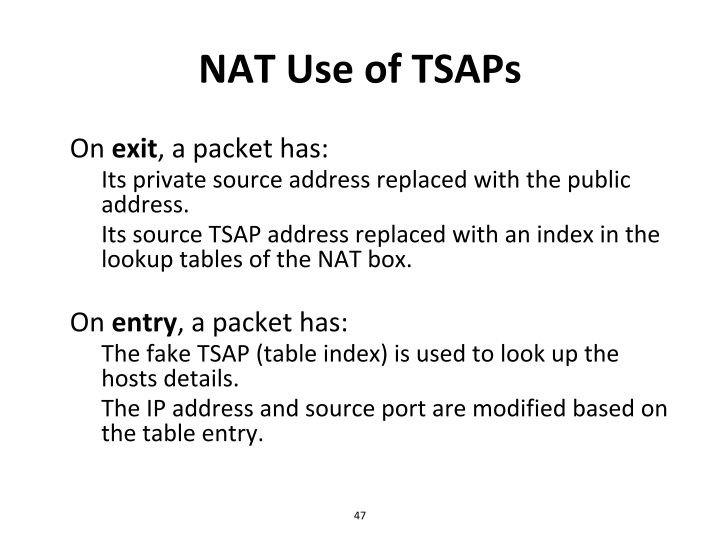 NAT Use of TSAPs
On exit, a packet has:
Its private source address replaced with the public
address.
Its source TSAP address replaced with an index in the
lookup tables of the NAT box.
On entry, a packet has:
The fake TSAP (table index) is used to look up the
hosts details.
The IP address and source port are modified based on
the table entry.
47